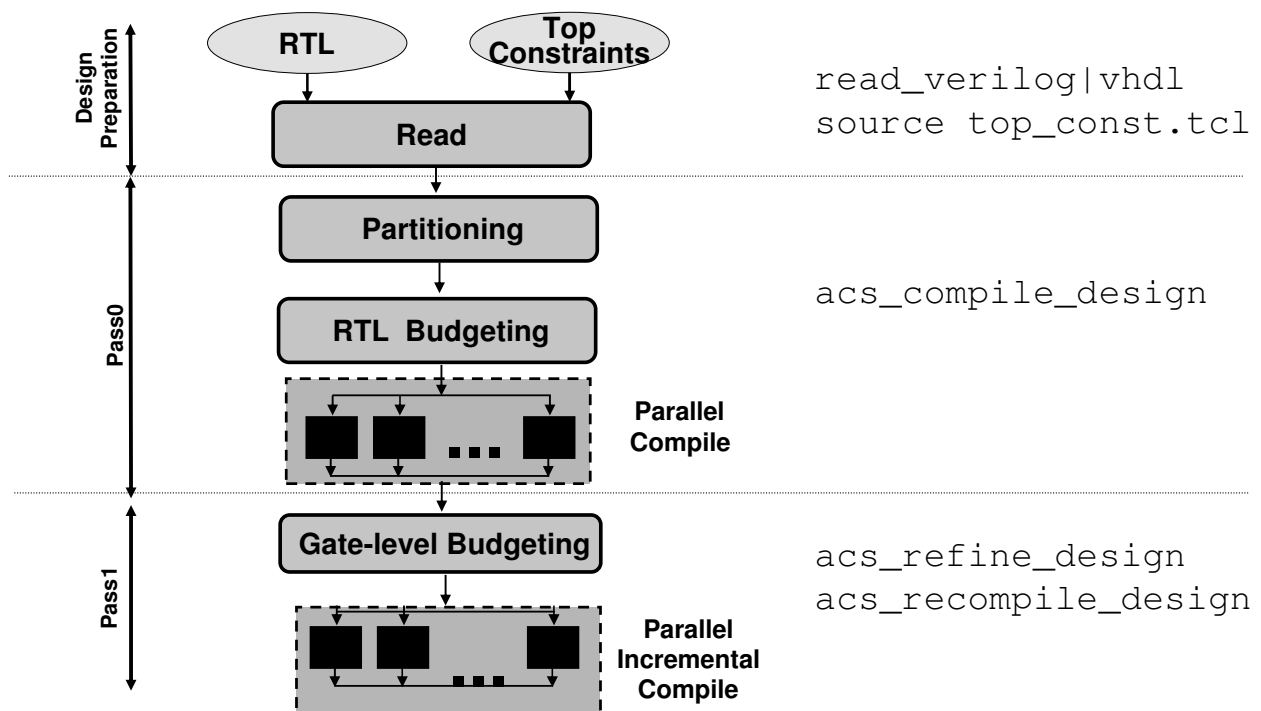 RTL
Top
Constraints
Design
Preparation
Read
read_verilog|vhdl
source top_const.tcl
Pass0
Partitioning
RTL Budgeting
acs_compile_design
Parallel
Compile
Pass1
Gate-level Budgeting
acs_refine_design
acs_recompile_design
Parallel
Incremental
Compile